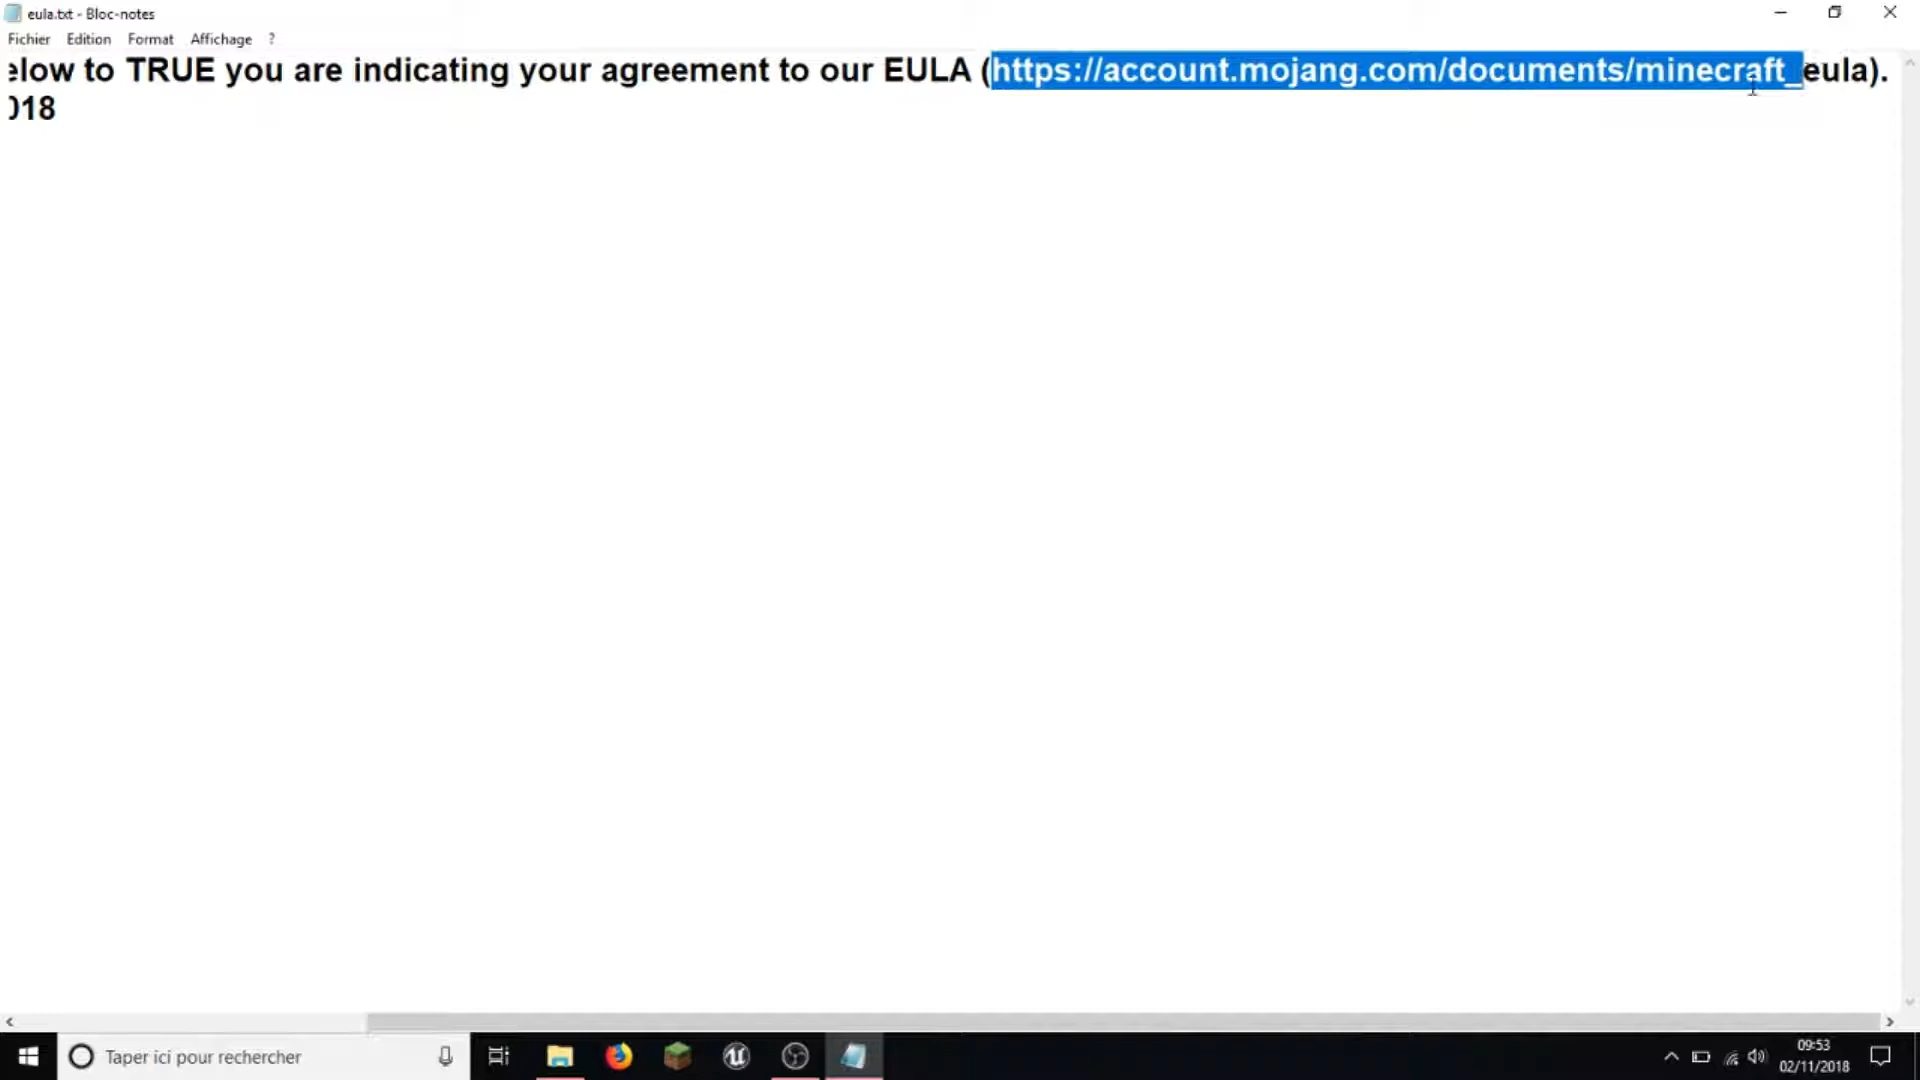 eula.txt - Bloc-notes
Fichier Edition Format Affichage ?
elow to TRUE you are indicating your agreement to our EULA (https://account.mojang.com/documents/minecraft_eula).
018
Taper ici pour rechercher
09:53
02/11/2018